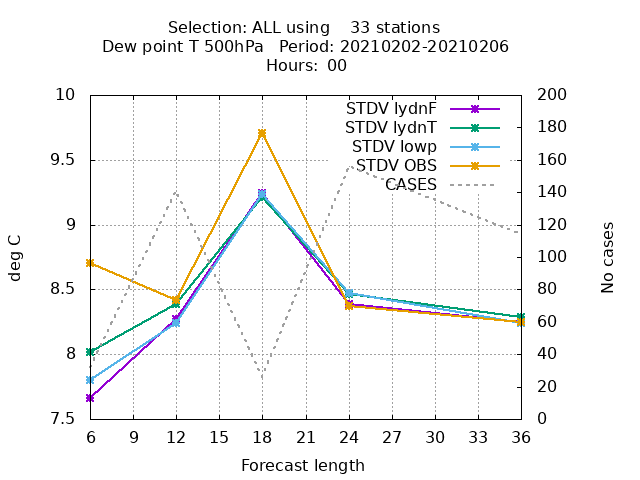 Selection: ALL using    33 stations
Dew point T 500hPa   Period: 20210202-20210206
Hours:  00
STDV lydnF
STDV lydnT
STDV lowp
STDV OBS
CASES
deg C
10
9.5
9
8.5
8
7.5
200
180
160
140
120
100
80
60
40
20
0
No cases
6 9 12 15 18 21 24 27 30 33 36
Forecast length